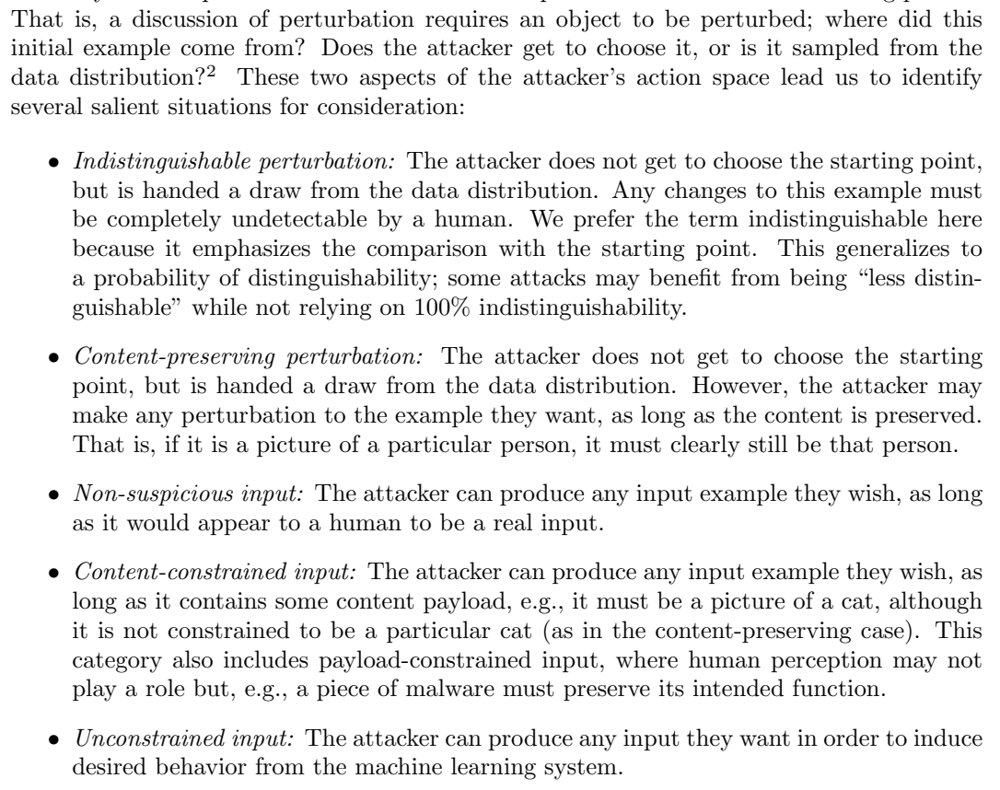 That is, a discussion of perturbation requires an object to be perturbed; where did this
initial example come from? Does the attacker get to choose it, or is it sampled from the
data distribution?² These two aspects of the attacker's action space lead us to identify
several salient situations for consideration:
• Indistinguishable perturbation: The attacker does not get to choose the starting point,
but is handed a draw from the data distribution. Any changes to this example must
be completely undetectable by a human. We prefer the term indistinguishable here
because it emphasizes the comparison with the starting point. This generalizes to
a probability of distinguishability; some attacks may benefit from being “less distin-
guishable” while not relying on 100% indistinguishability.
• Content-preserving perturbation: The attacker does not get to choose the starting
point, but is handed a draw from the data distribution. However, the attacker may
make any perturbation to the example they want, as long as the content is preserved.
That is, if it is a picture of a particular person, it must clearly still be that person.
• Non-suspicious input: The attacker can produce any input example they wish, as long
as it would appear to a human to be a real input.
• Content-constrained input: The attacker can produce any input example they wish, as
long as it contains some content payload, e.g., it must be a picture of a cat, although
it is not constrained to be a particular cat (as in the content-preserving case). This
category also includes payload-constrained input, where human perception may not
play a role but, e.g., a piece of malware must preserve its intended function.
• Unconstrained input: The attacker can produce any input they want in order to induce
desired behavior from the machine learning system.